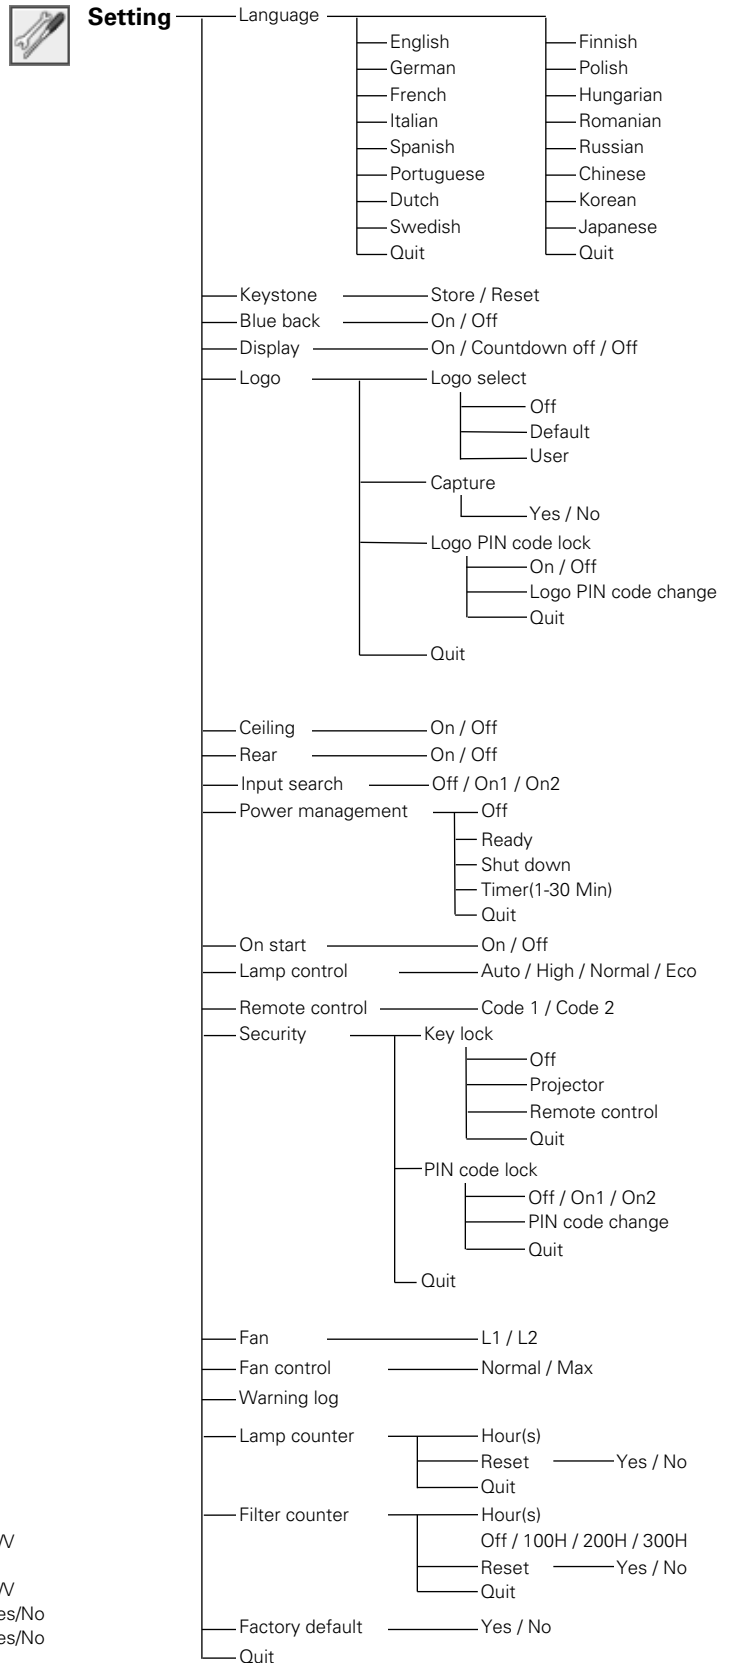 Setting Language
English Finnish
German Polish
French Hungarian
Italian Romanian
Spanish Russian
Portuguese Chinese
Dutch Korean
Swedish Japanese
Quit Quit
Keystone Store / Reset
Blue back On / Off
Display On / Countdown off / Off
Logo Logo select
Off
Default
User
Capture
Yes / No
Logo PIN code lock
On / Off
Logo PIN code change
Quit
Quit
Ceiling On / Off
Rear On / Off
Input search Off / On1 / On2
Power management Off
Ready
Shut down
Timer(1-30 Min)
Quit
On start On / Off
Lamp control Auto / High / Normal / Eco
Remote control Code 1 / Code 2
Security Key lock
Off
Projector
Remote control
Quit
PIN code lock
Off / On1 / On2
PIN code change
Quit
Quit
Fan L1 / L2
Fan control Normal / Max
Warning log
Lamp counter Hour(s)
Reset Yes / No
Quit
Filter counter Hour(s)
Off / 100H / 200H / 300H
Reset Yes / No
Quit
es/No
es/No
Factory default Yes / No
Quit